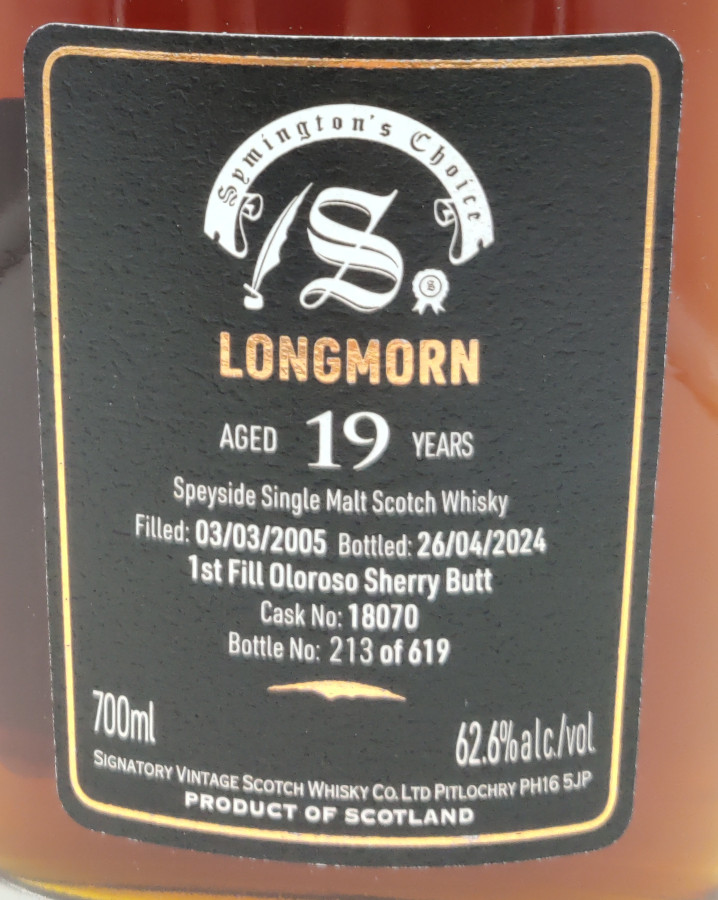 Symington's Choice
S
S
LONGMORN
AGED 19 YEARS
Speyside Single Malt Scotch Whisky
Filled: 03/03/2005 Bottled: 26/04/2024
1st Fill Oloroso Sherry Butt
Cask No: 18070
Bottle No: 213 of 619
700ml
62.6%alc./vol
SIGNATORY VINTAGE SCOTCH WHISKY CO. LTD PITLOCHRY PH16 5JP
PRODUCT OF SCOTLAND